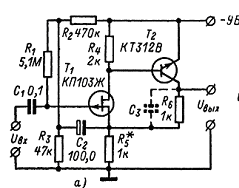 R2 470к
-9В
R1
5,1М
R4
2к
T2
КТ312В
T1
КП103Ж
C1 0,1
C3
R6
1к
Uвых
Uвх
R3
47к
C2
100,0
R5*
1к
а)